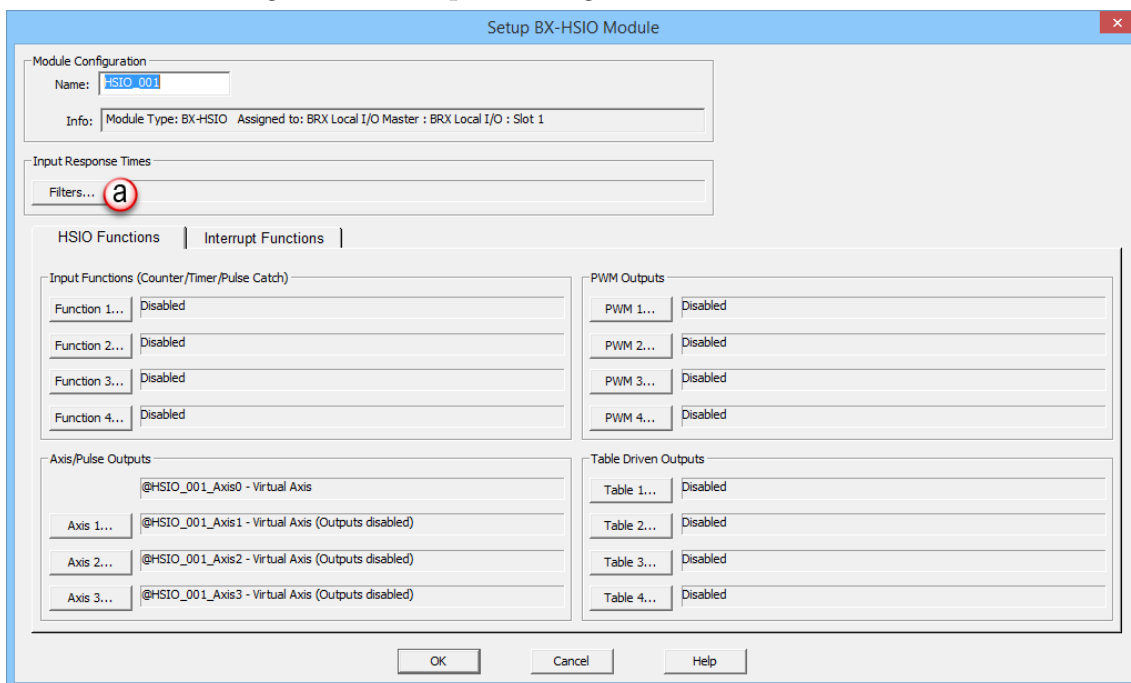 Setup BX-HSIO Module
Module Configuration
Name: HSIO_001
Info: Module Type: BX-HSIO Assigned to: BRX Local I/O Master : BRX Local I/O : Slot 1
Input Response Times
Filters... a
HSIO Functions Interrupt Functions
Input Functions (Counter/Timer/Pulse Catch)
Function 1... Disabled
Function 2... Disabled
Function 3... Disabled
Function 4... Disabled
PWM Outputs
PWM 1... Disabled
PWM 2... Disabled
PWM 3... Disabled
PWM 4... Disabled
Axis/Pulse Outputs
@HSIO_001_Axis0 - Virtual Axis
Axis 1... @HSIO_001_Axis1 - Virtual Axis (Outputs disabled)
Axis 2... @HSIO_001_Axis2 - Virtual Axis (Outputs disabled)
Axis 3... @HSIO_001_Axis3 - Virtual Axis (Outputs disabled)
Table Driven Outputs
Table 1... Disabled
Table 2... Disabled
Table 3... Disabled
Table 4... Disabled
OK Cancel Help